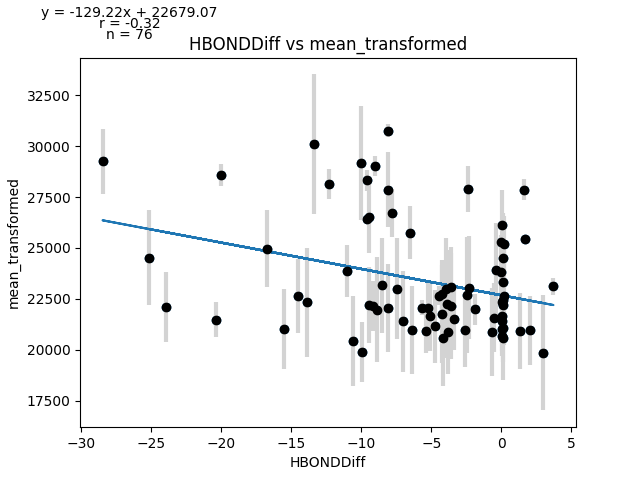 y = -129.22x + 22679.07
r = -0.32
n = 76
HBONDDiff vs mean_transformed
mean_transformed
32500
30000
27500
25000
22500
20000
17500
−30
−25
−20
−15
−10
−5
0
5
HBONDDiff